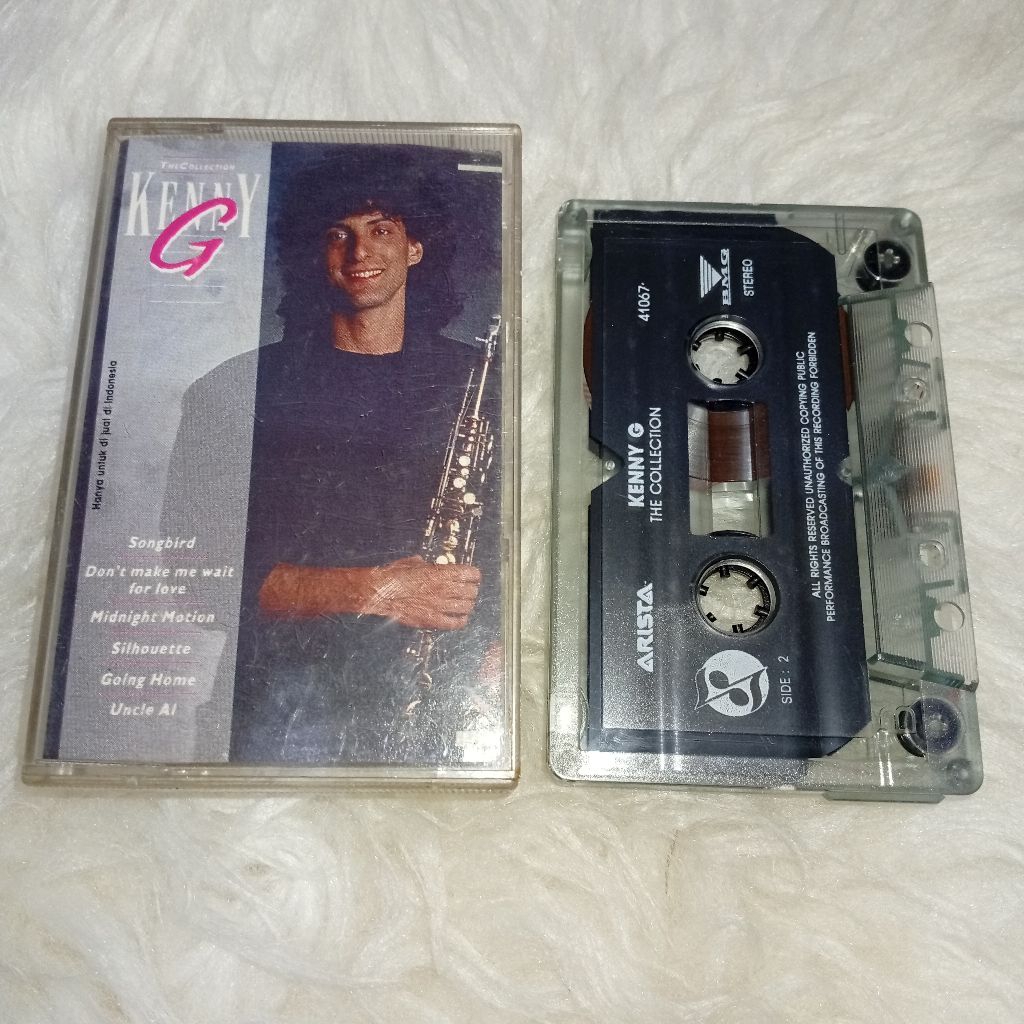 THE COLLECTION
KENNY
G
Hanya untuk di jual di Indonesia
Songbird
Don't make me wait
for love
Midnight Motion
Silhouette
Going Home
Uncle Al
ARISTA
KENNY G
THE COLLECTION
41067
BMG
STEREO
SIDE : 2
ALL RIGHTS RESERVED UNAUTHORIZED COPYING PUBLIC
PERFORMANCE BROADCASTING OF THIS RECORDING FORBIDDEN